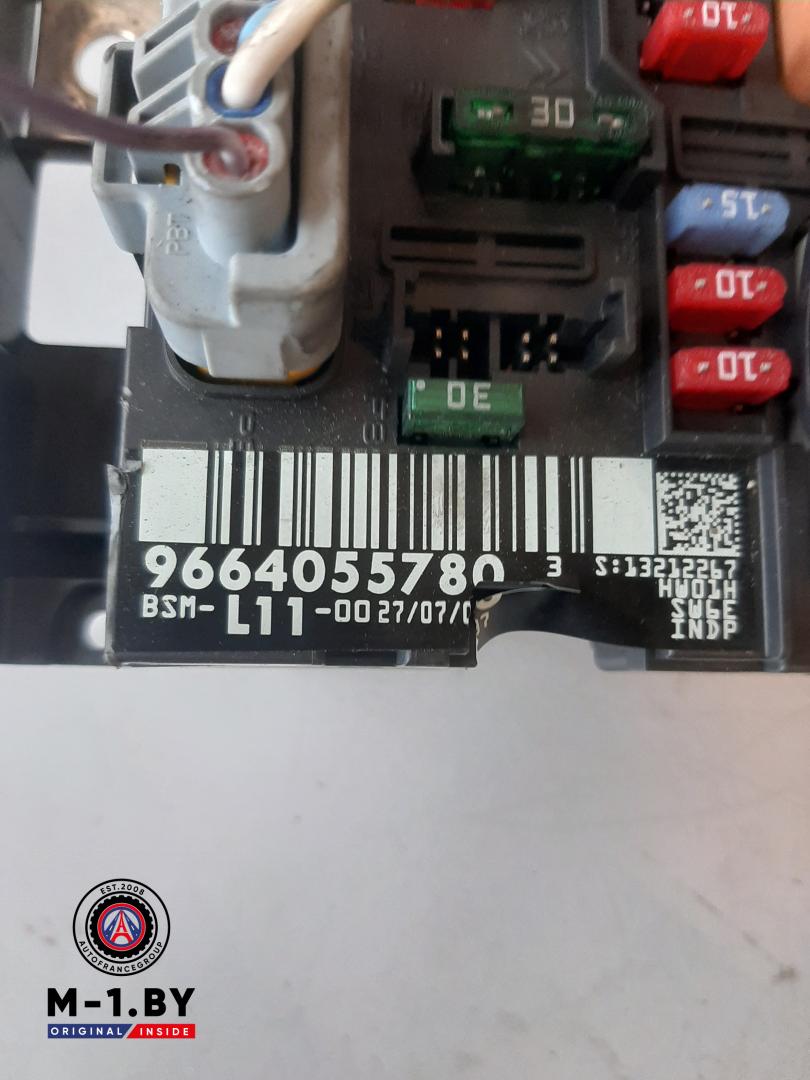 10
30
15
10
10
30
PBT
9664055780 3 S:13212267
HW01H
BSM-L11-00 27/07/0
SW6E
INDP
EST.2008
AUTOFRANCEGROUP
M-1.BY
ORIGINAL INSIDE